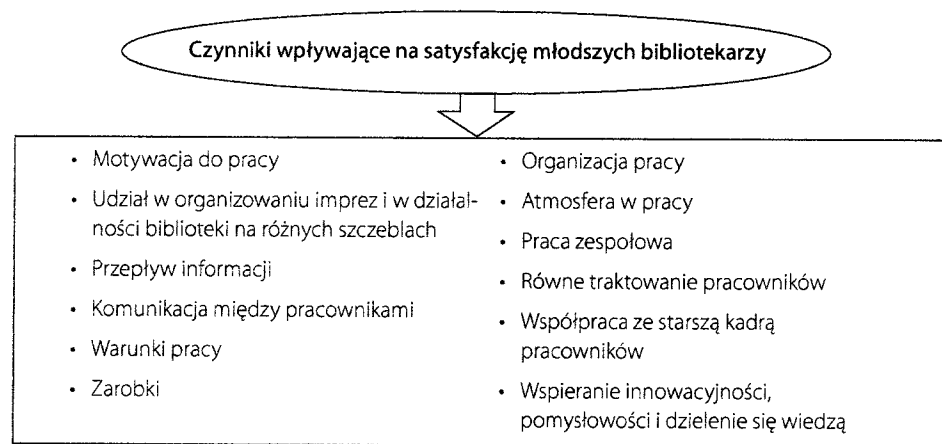 Czynniki wpływające na satysfakcję młodszych bibliotekarzy
• Motywacja do pracy
• Udział w organizowaniu imprez i w działal-
ności biblioteki na różnych szczeblach
• Przepływ informacji
• Komunikacja między pracownikami
• Warunki pracy
• Zarobki
• Organizacja pracy
• Atmosfera w pracy
• Praca zespołowa
• Równe traktowanie pracowników
• Współpraca ze starszą kadrą
pracowników
• Wspieranie innowacyjności,
pomysłowości i dzielenie się wiedzą